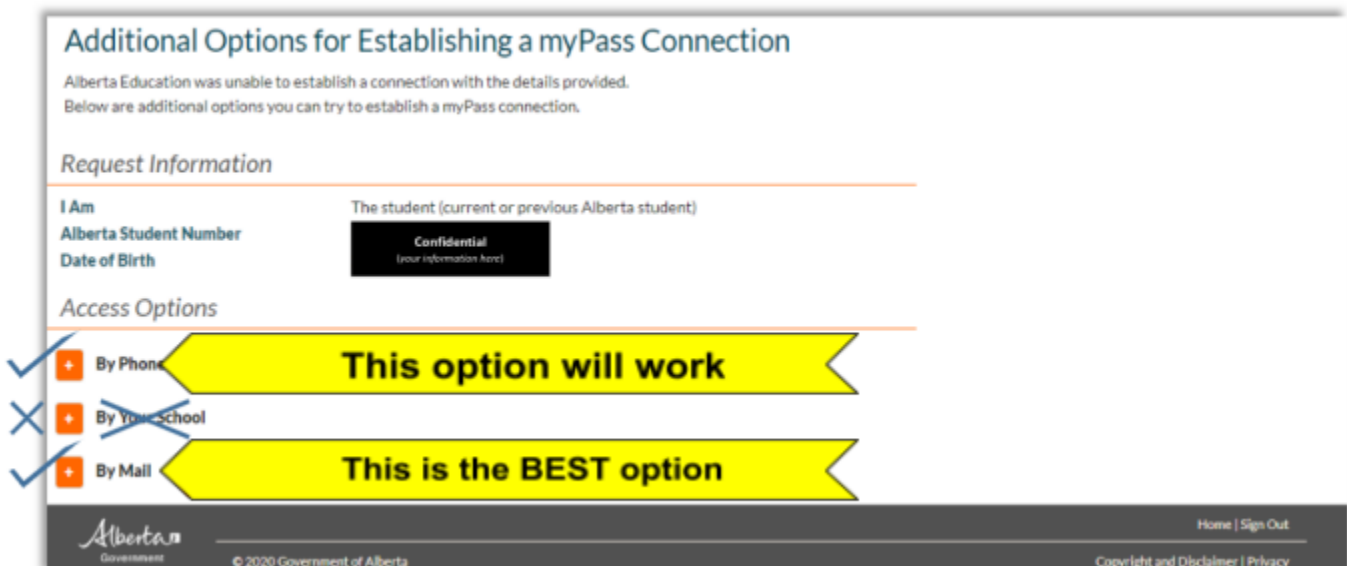 Additional Options for Establishing a myPass Connection
Alberta Education was unable to establish a connection with the details provided.
Below are additional options you can try to establish a myPass connection.
Request Information
I Am The student (current or previous Alberta student)
Alberta Student Number Confidential
Date of Birth (your information here)
Access Options
+ By Phone This option will work
+ By Your School
+ By Mail This is the BEST option
Alberta Home | Sign Out
Government © 2020 Government of Alberta Copyright and Disclaimer | Privacy